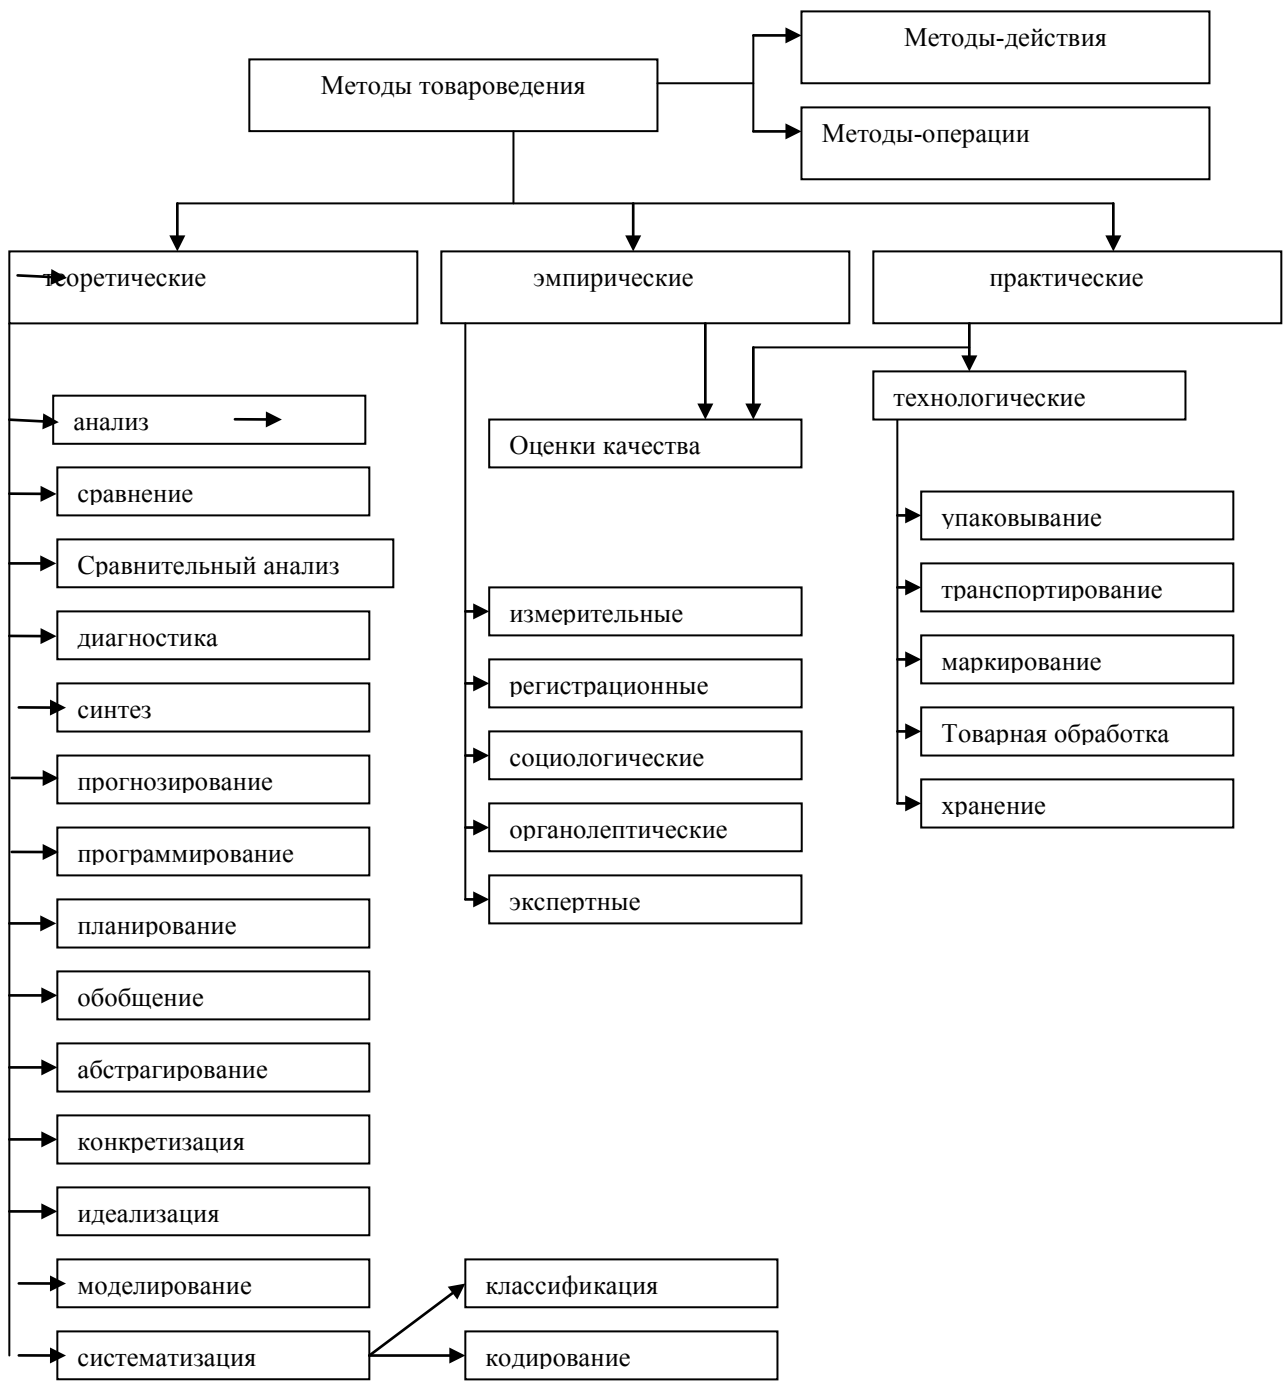 Методы-действия
Методы товароведения
Методы-операции
теоретические
эмпирические
практические
анализ
сравнение
Сравнительный анализ
диагностика
синтез
прогнозирование
программирование
планирование
обобщение
абстрагирование
конкретизация
идеализация
моделирование
систематизация
классификация
кодирование
Оценки качества
измерительные
регистрационные
социологические
органолептические
экспертные
технологические
упаковывание
транспортирование
маркирование
Товарная обработка
хранение